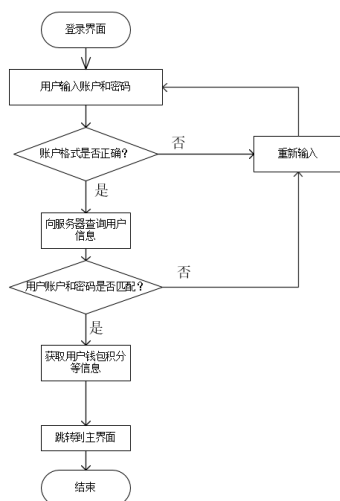 登录界面
用户输入账户和密码
账户格式是否正确？
否
重新输入
是
向服务器查询用户
信息
否
用户账户和密码是否匹配？
是
获取用户钱包积分
等信息
跳转到主界面
结束